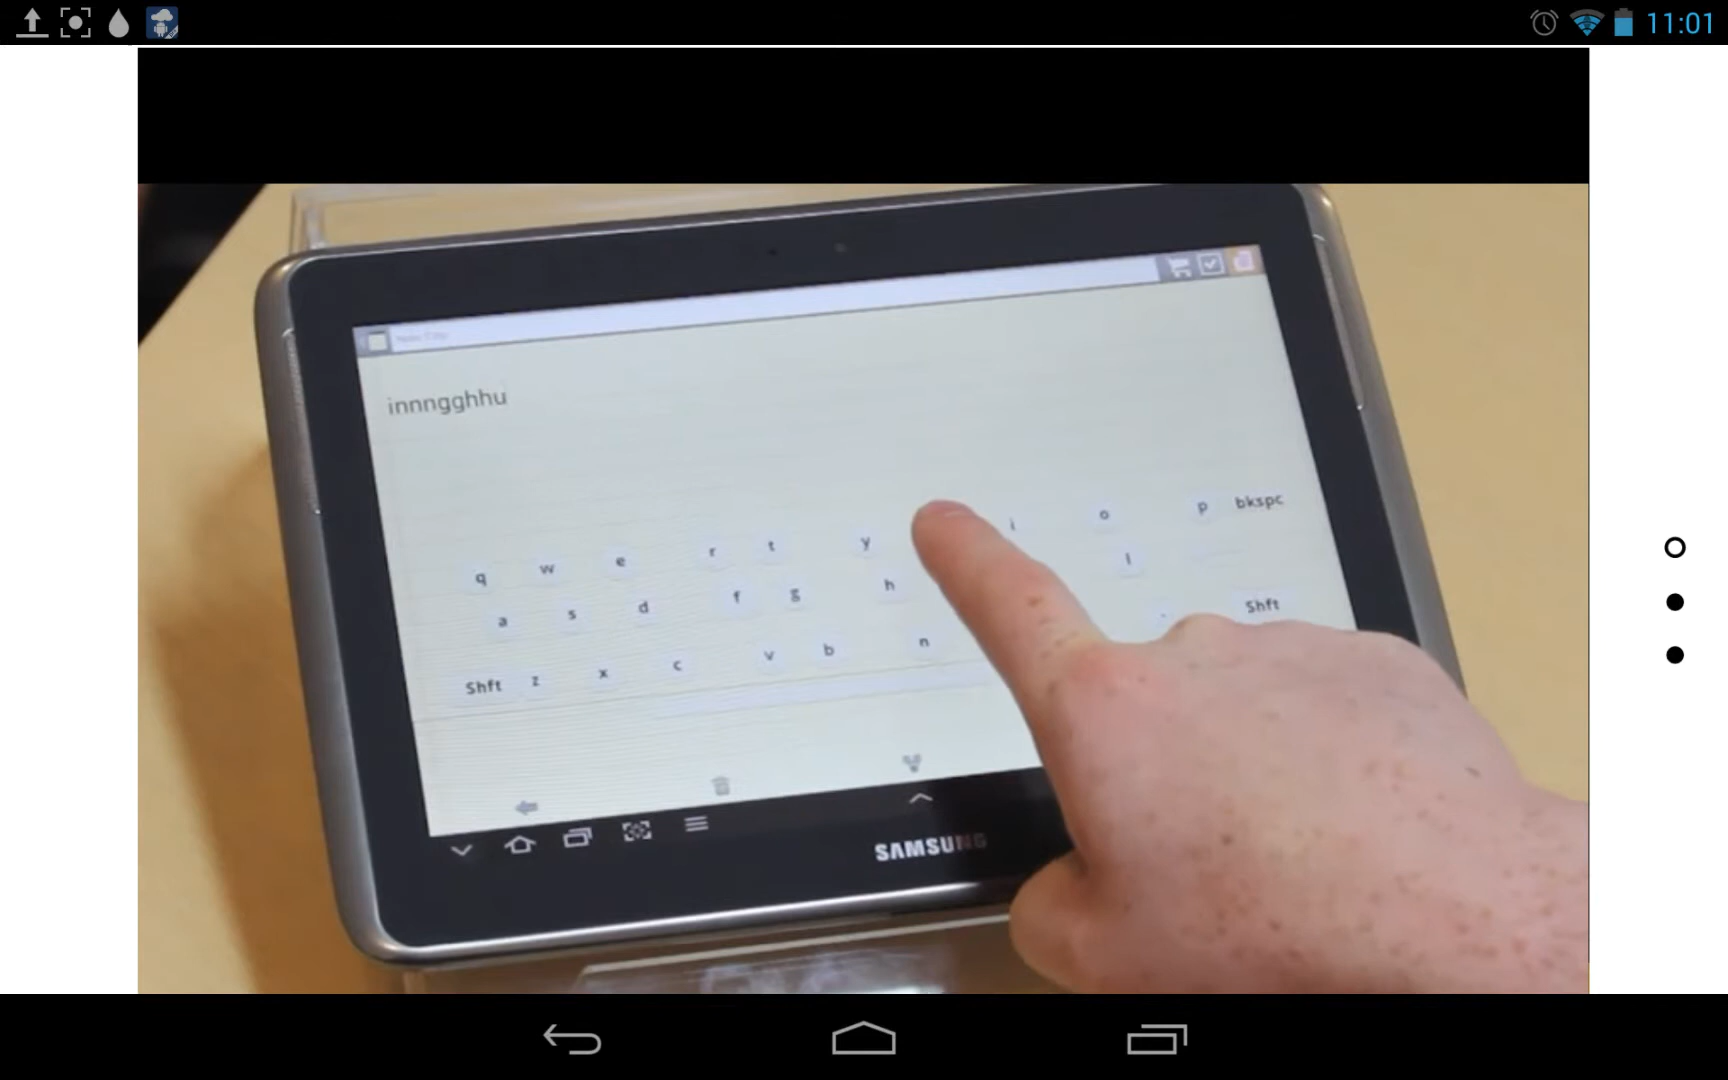 11:01
innngghhu
q w e r t y i o p bkspc
a s d f g h l
Shft z x c v b n Shft
SAMSUNG